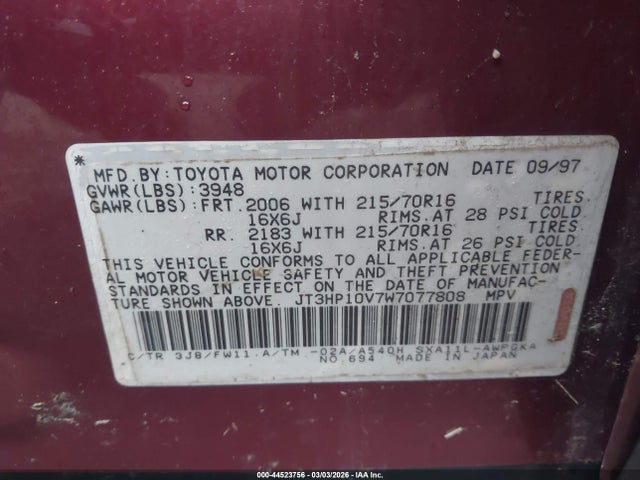 * MFD.BY:TOYOTA MOTOR CORPORATION DATE 09/97
GVWR(LBS):3948
GAWR(LBS):FRT. 2006 WITH 215/70R16 TIRES
16X6J RIMS.AT 28 PSI COLD
RR. 2183 WITH 215/70R16 TIRES
16X6J RIMS.AT 26 PSI COLD
THIS VEHICLE CONFORMS TO ALL APPLICABLE FEDER-
AL MOTOR VEHICLE SAFETY AND THEFT PREVENTION
STANDARDS IN EFFECT ON THE DATE OF MANUFAC-
TURE SHOWN ABOVE. JT3HP10V7W7077808 MPV
C/TR 3J8/FW11.A/TM -02A/A540H SXA11L-AWPGKA
NO.694 MADE IN JAPAN
000-44523756 | 03/03/2026 - © IAA Inc.